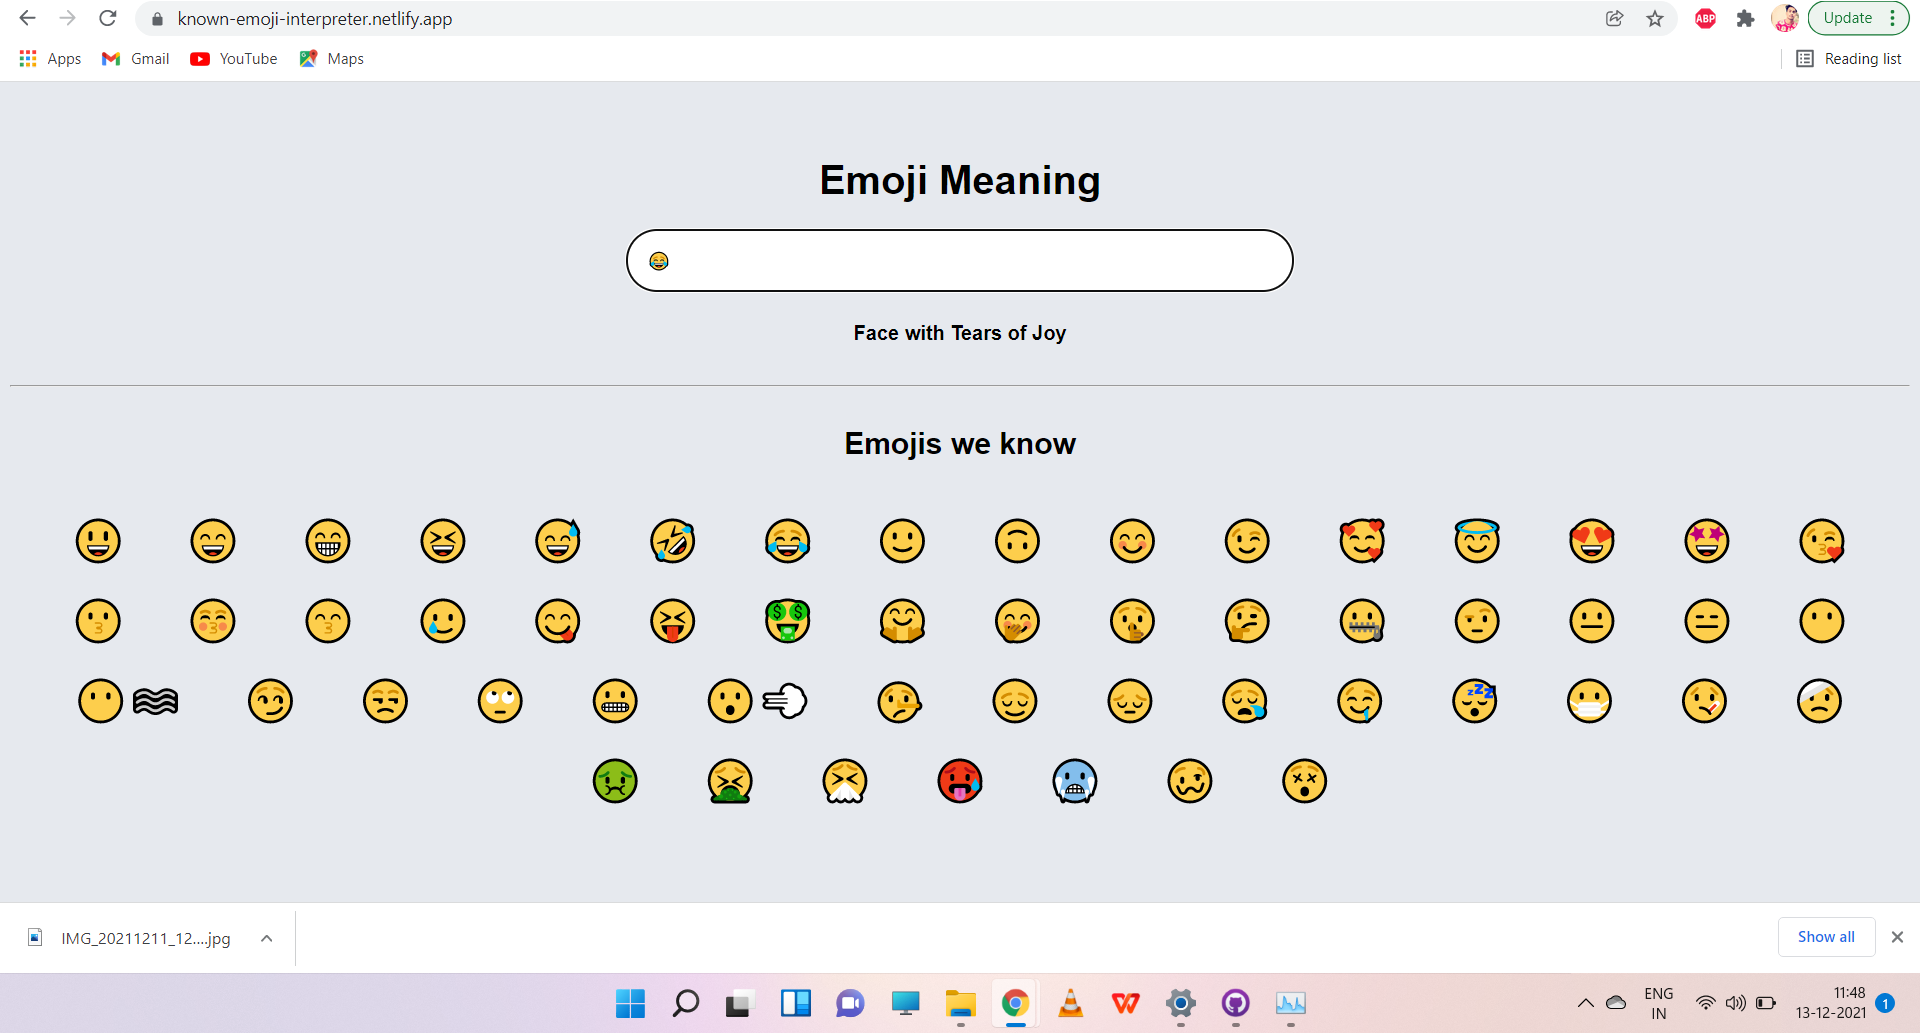 known-emoji-interpreter.netlify.app
ABP
Update
Apps
Gmail
YouTube
Maps
Reading list
Emoji Meaning
😂
Face with Tears of Joy
Emojis we know
IMG_20211211_12....jpg
Show all
ENG
IN
11:48
13-12-2021
1